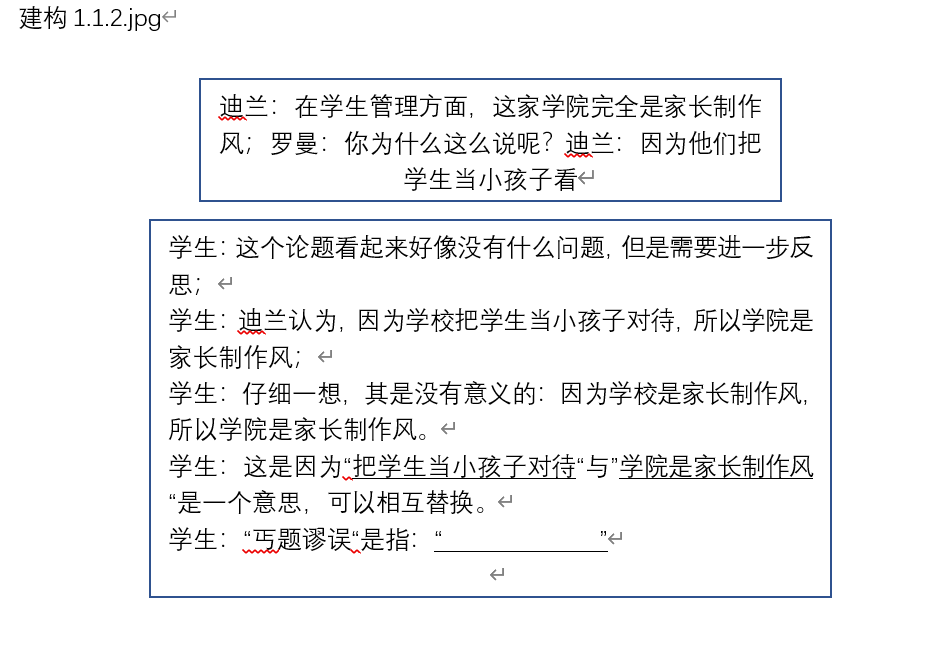 建构 1.1.2.jpg↵
迪兰：在学生管理方面，这家学院完全是家长制作
风；罗曼：你为什么这么说呢？迪兰：因为他们把
学生当小孩子看↵
学生：这个论题看起来好像没有什么问题，但是需要进一步反
思；↵
学生：迪兰认为，因为学校把学生当小孩子对待，所以学院是
家长制作风；↵
学生：仔细一想，其是没有意义的：因为学校是家长制作风，
所以学院是家长制作风。↵
学生：这是因为“把学生当小孩子对待“与”学院是家长制作风
“是一个意思，可以相互替换。↵
学生：“丐题谬误“是指：“____________”↵
↵